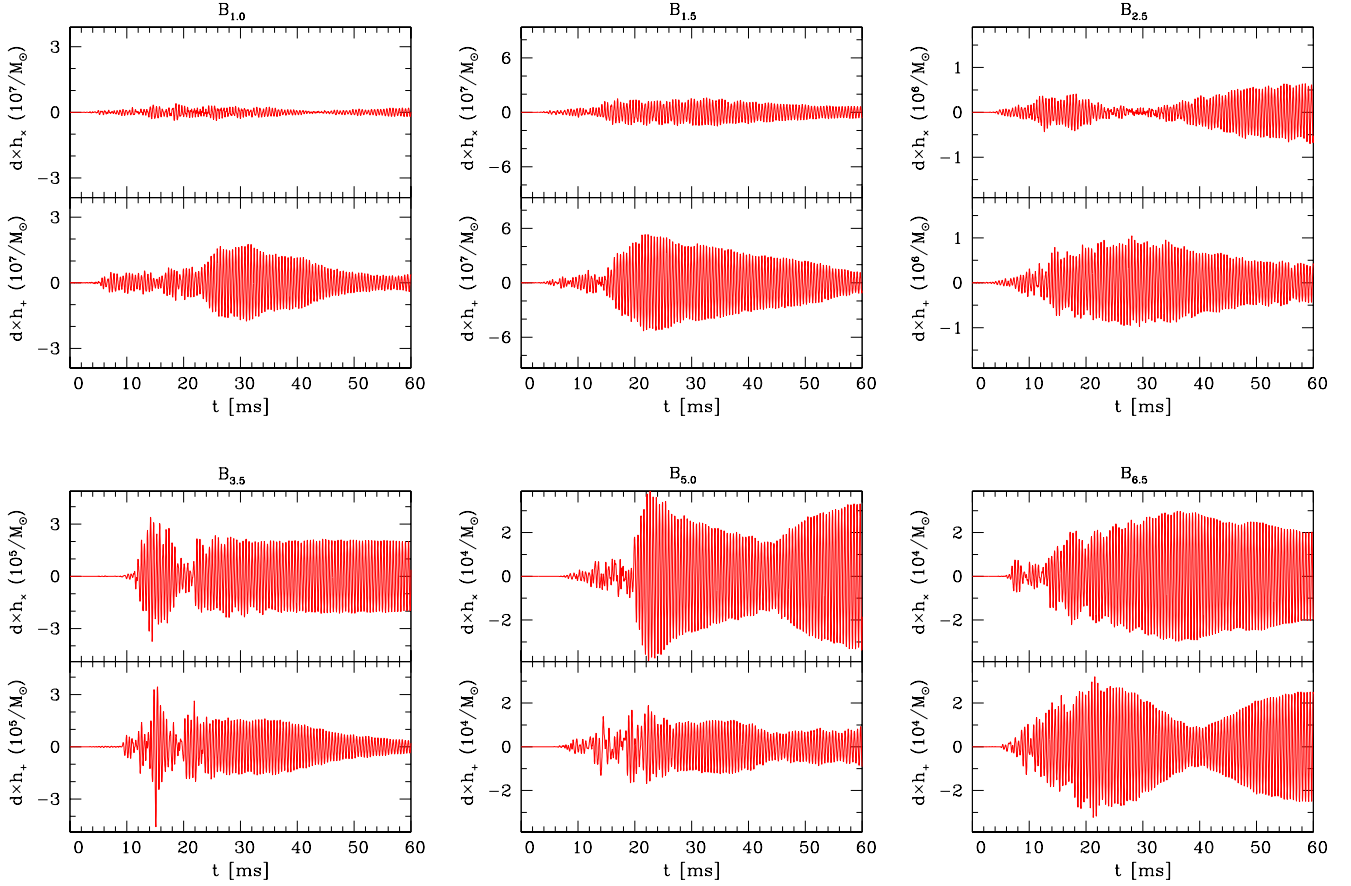 B₁.₀
d×h× (10⁷/M⊙)
3
0
−3
d×h₊ (10⁷/M⊙)
3
0
−3
0 10 20 30 40 50 60
t [ms]
B₁.₅
d×h× (10⁷/M⊙)
6
0
−6
d×h₊ (10⁷/M⊙)
6
0
−6
0 10 20 30 40 50 60
t [ms]
B₂.₅
d×h× (10⁶/M⊙)
1
0
−1
d×h₊ (10⁶/M⊙)
1
0
−1
0 10 20 30 40 50 60
t [ms]
B₃.₅
d×h× (10⁵/M⊙)
3
0
−3
d×h₊ (10⁵/M⊙)
3
0
−3
0 10 20 30 40 50 60
t [ms]
B₅.₀
d×h× (10⁴/M⊙)
2
0
−2
d×h₊ (10⁴/M⊙)
2
0
−2
0 10 20 30 40 50 60
t [ms]
B₆.₅
d×h× (10⁴/M⊙)
2
0
−2
d×h₊ (10⁴/M⊙)
2
0
−2
0 10 20 30 40 50 60
t [ms]